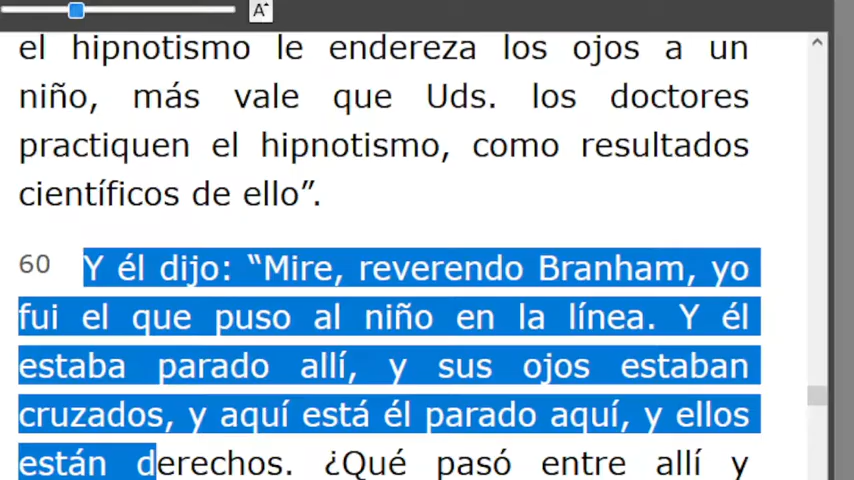 A
el hipnotismo le endereza los ojos a un
niño, más vale que Uds. los doctores
practiquen el hipnotismo, como resultados
científicos de ello”.
60 Y él dijo: “Mire, reverendo Branham, yo
fui el que puso al niño en la línea. Y él
estaba parado allí, y sus ojos estaban
cruzados, y aquí está él parado aquí, y ellos
están derechos. ¿Qué pasó entre allí y